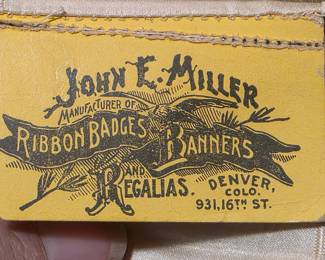 JOHN E. MILLER
MANUFACTURER OF
RIBBON BADGES BANNERS
AND
REGALIAS.
DENVER,
COLO.
931,16TH ST.